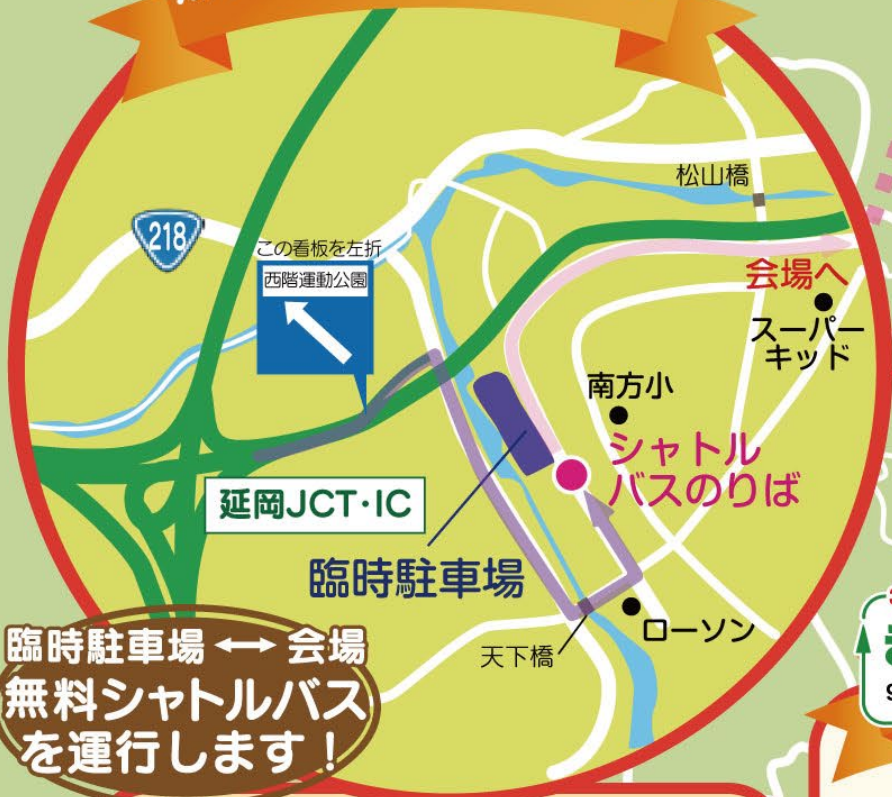 松山橋
218
この看板を左折
西階運動公園
会場へ
スーパー
キッド
南方小
シャトル
バスのりば
延岡JCT・IC
臨時駐車場
ローソン
天下橋
臨時駐車場 ↔ 会場
無料シャトルバス
を運行します！